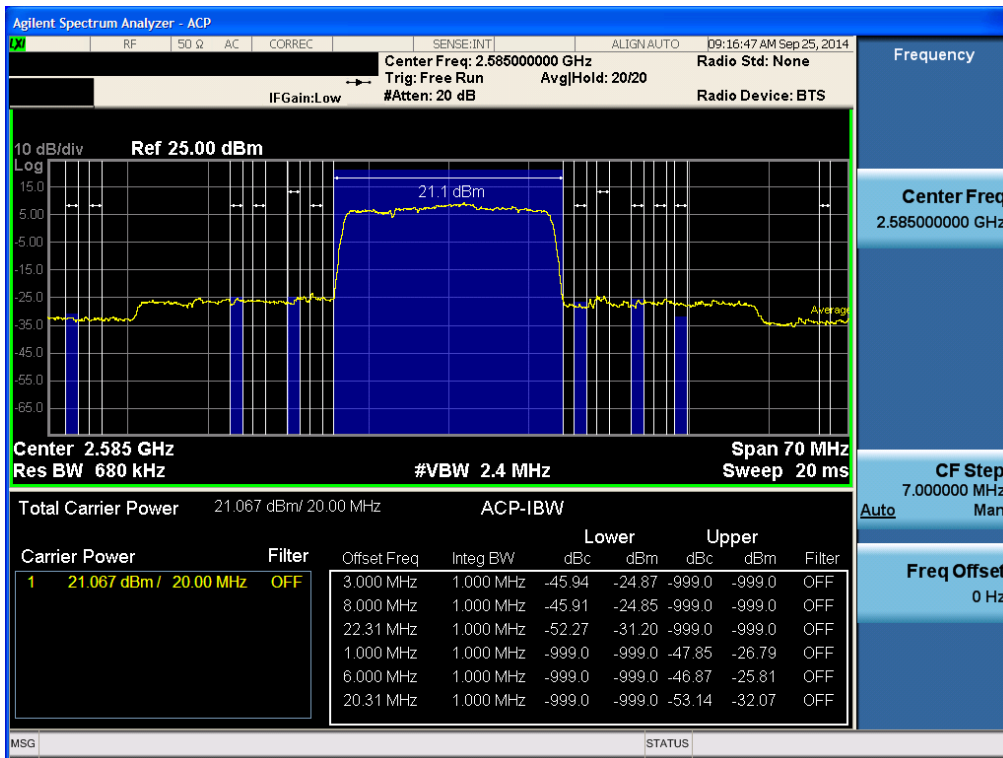 Agilent Spectrum Analyzer - ACP
LXI RF 50 Ω AC CORREC SENSE:INT ALIGN AUTO 09:16:47 AM Sep 25, 2014
Center Freq: 2.585000000 GHz Radio Std: None
Trig: Free Run Avg|Hold: 20/20
IFGain:Low #Atten: 20 dB Radio Device: BTS
Frequency
10 dB/div Ref 25.00 dBm
Log
15.0
5.00
-5.00
-15.0
-25.0
-35.0
-45.0
-55.0
-65.0
21.1 dBm
Average
Center 2.585 GHz Span 70 MHz
Res BW 680 kHz #VBW 2.4 MHz Sweep 20 ms
Center Freq
2.585000000 GHz
CF Step
7.000000 MHz
Auto Man
Freq Offset
0 Hz
Total Carrier Power 21.067 dBm/ 20.00 MHz ACP-IBW
Lower Upper
Carrier Power Filter Offset Freq Integ BW dBc dBm dBc dBm Filter
1 21.067 dBm / 20.00 MHz OFF 3.000 MHz 1.000 MHz -45.94 -24.87 -999.0 -999.0 OFF
8.000 MHz 1.000 MHz -45.91 -24.85 -999.0 -999.0 OFF
22.31 MHz 1.000 MHz -52.27 -31.20 -999.0 -999.0 OFF
1.000 MHz 1.000 MHz -999.0 -999.0 -47.85 -26.79 OFF
6.000 MHz 1.000 MHz -999.0 -999.0 -46.87 -25.81 OFF
20.31 MHz 1.000 MHz -999.0 -999.0 -53.14 -32.07 OFF
MSG STATUS